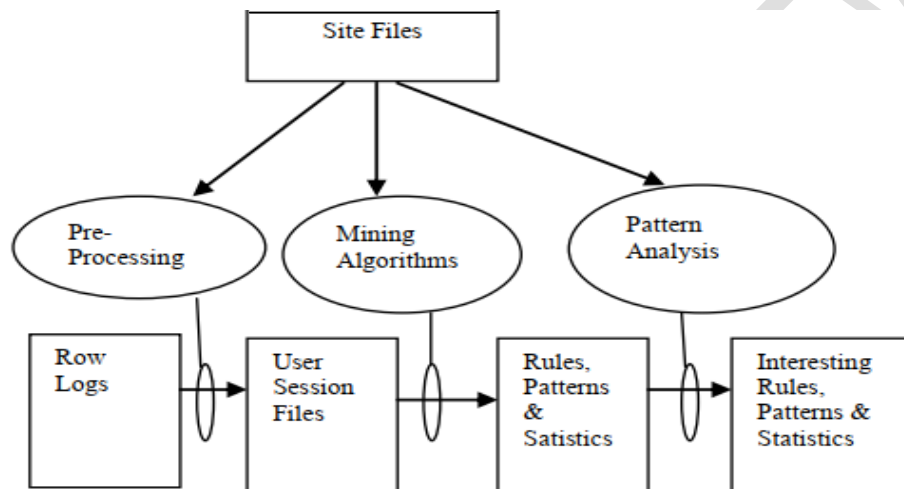 Site Files
Pre-
Processing
Mining
Algorithms
Pattern
Analysis
Row
Logs
User
Session
Files
Rules,
Patterns
&
Satistics
Interesting
Rules,
Patterns &
Statistics